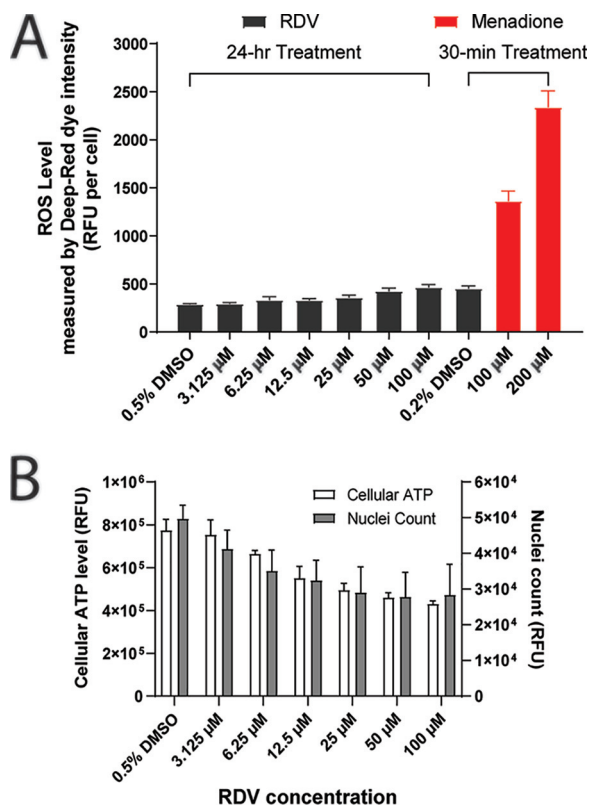 A
RDV
Menadione
24-hr Treatment
30-min Treatment
ROS Level
measured by Deep-Red dye intensity
(RFU per cell)
3000
2500
2000
1500
1000
500
0
0.5% DMSO
3.125 µM
6.25 µM
12.5 µM
25 µM
50 µM
100 µM
0.2% DMSO
100 µM
200 µM
B
Cellular ATP
Nuclei Count
Cellular ATP level (RFU)
1×10⁶
8×10⁵
6×10⁵
4×10⁵
2×10⁵
0
Nuclei count (RFU)
6×10⁴
5×10⁴
4×10⁴
3×10⁴
2×10⁴
1×10⁴
0
0.5% DMSO
3.125 µM
6.25 µM
12.5 µM
25 µM
50 µM
100 µM
RDV concentration